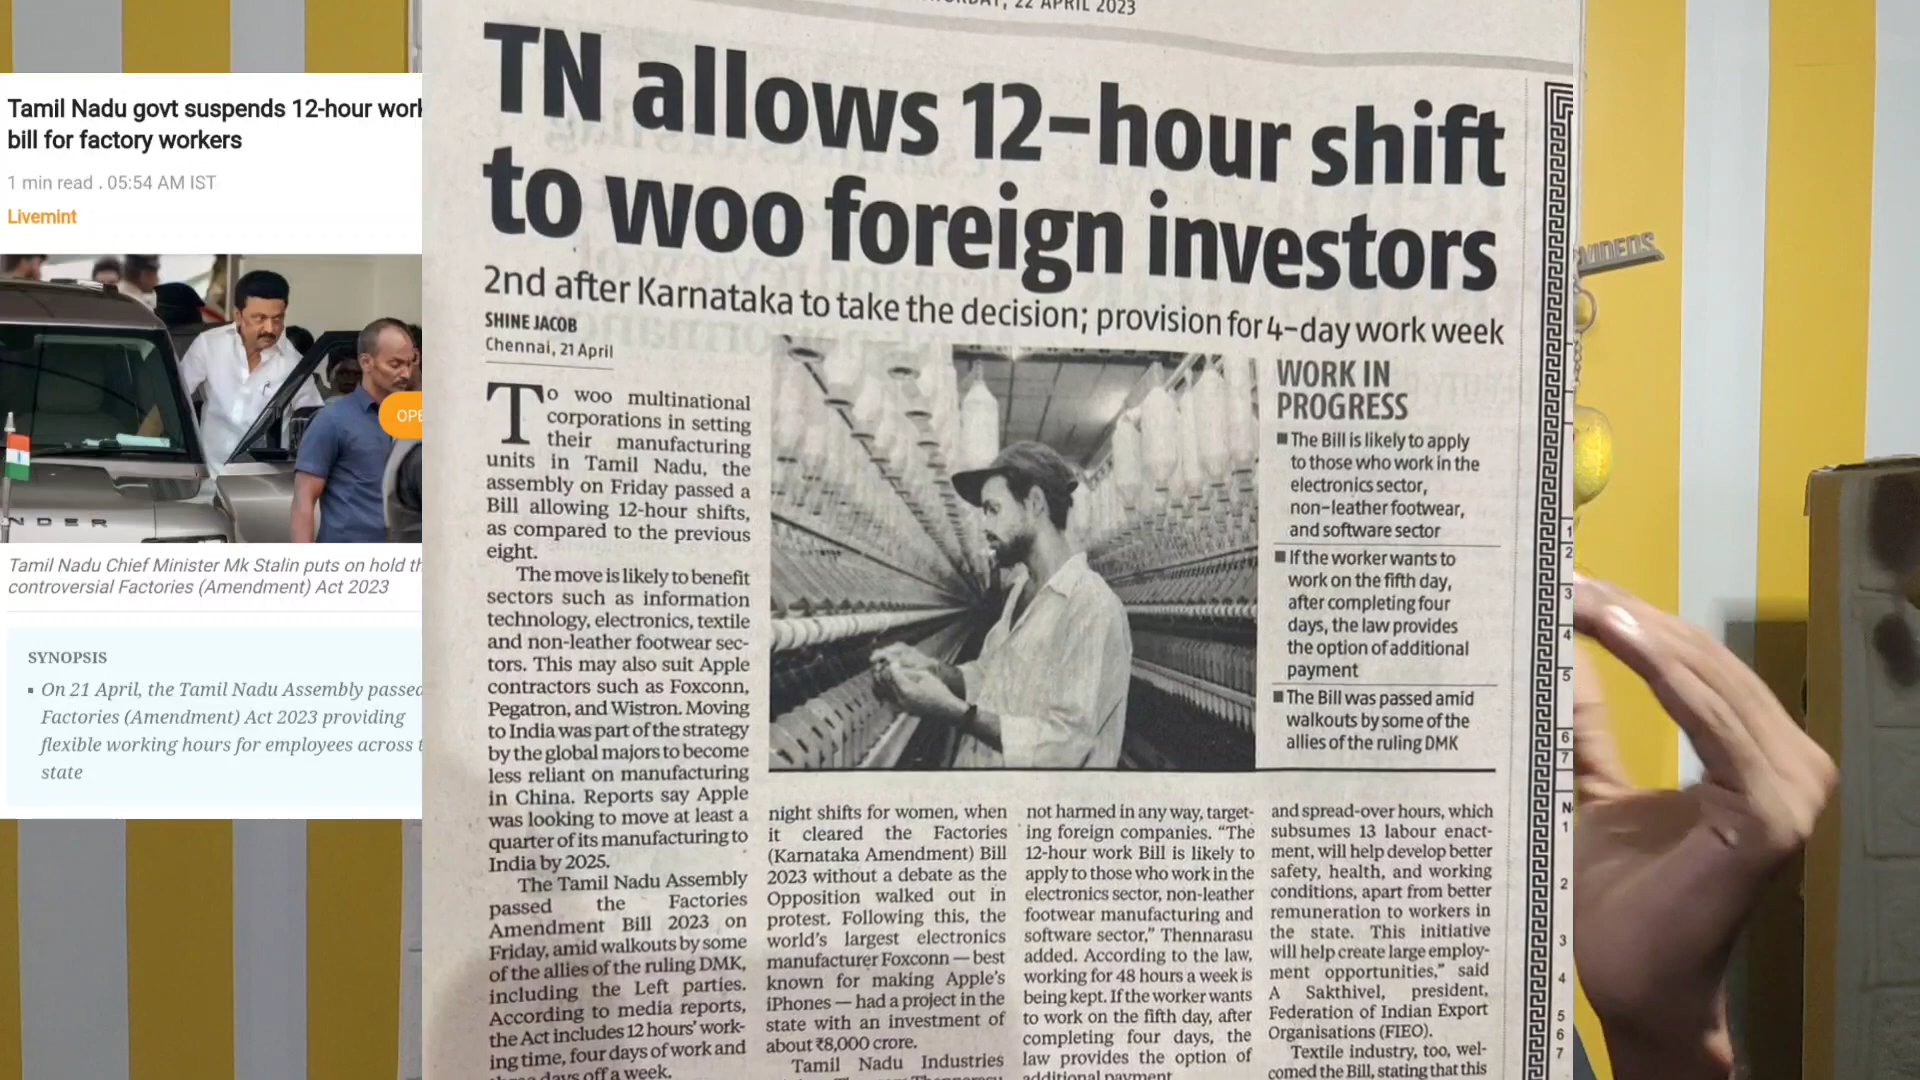 Tamil Nadu govt suspends 12-hour work
bill for factory workers
1 min read . 05:54 AM IST
Livemint
OPE
NDER
Tamil Nadu Chief Minister Mk Stalin puts on hold th
controversial Factories (Amendment) Act 2023
SYNOPSIS
▪ On 21 April, the Tamil Nadu Assembly passed
Factories (Amendment) Act 2023 providing
flexible working hours for employees across t
state
22 APRIL 2023
TN allows 12-hour shift
to woo foreign investors
2nd after Karnataka to take the decision; provision for 4-day work week
SHINE JACOB
Chennai, 21 April
To woo multinational
corporations in setting
their manufacturing
units in Tamil Nadu, the
assembly on Friday passed a
Bill allowing 12-hour shifts,
as compared to the previous
eight.
The move is likely to benefit
sectors such as information
technology, electronics, textile
and non-leather footwear sec-
tors. This may also suit Apple
contractors such as Foxconn,
Pegatron, and Wistron. Moving
to India was part of the strategy
by the global majors to become
less reliant on manufacturing
in China. Reports say Apple
was looking to move at least a
quarter of its manufacturing to
India by 2025.
The Tamil Nadu Assembly
passed the Factories
Amendment Bill 2023 on
Friday, amid walkouts by some
of the allies of the ruling DMK,
including the Left parties.
According to media reports,
the Act includes 12 hours' work-
ing time, four days of work and
three days off a week.
WORK IN
PROGRESS
■ The Bill is likely to apply
to those who work in the
electronics sector,
non-leather footwear,
and software sector
■ If the worker wants to
work on the fifth day,
after completing four
days, the law provides
the option of additional
payment
■ The Bill was passed amid
walkouts by some of the
allies of the ruling DMK
night shifts for women, when
it cleared the Factories
(Karnataka Amendment) Bill
2023 without a debate as the
Opposition walked out in
protest. Following this, the
world's largest electronics
manufacturer Foxconn — best
known for making Apple's
iPhones — had a project in the
state with an investment of
about ₹8,000 crore.
Tamil Nadu Industries
not harmed in any way, target-
ing foreign companies. “The
12-hour work Bill is likely to
apply to those who work in the
electronics sector, non-leather
footwear manufacturing and
software sector,” Thennarasu
added. According to the law,
working for 48 hours a week is
being kept. If the worker wants
to work on the fifth day, after
completing four days, the
law provides the option of
additional payment
and spread-over hours, which
subsumes 13 labour enact-
ment, will help develop better
safety, health, and working
conditions, apart from better
remuneration to workers in
the state. This initiative
will help create large employ-
ment opportunities,” said
A Sakthivel, president,
Federation of Indian Export
Organisations (FIEO).
Textile industry, too, wel-
comed the Bill, stating that this
1
2
3
4
5
6
7
N
1
2
3
4
5
6
7